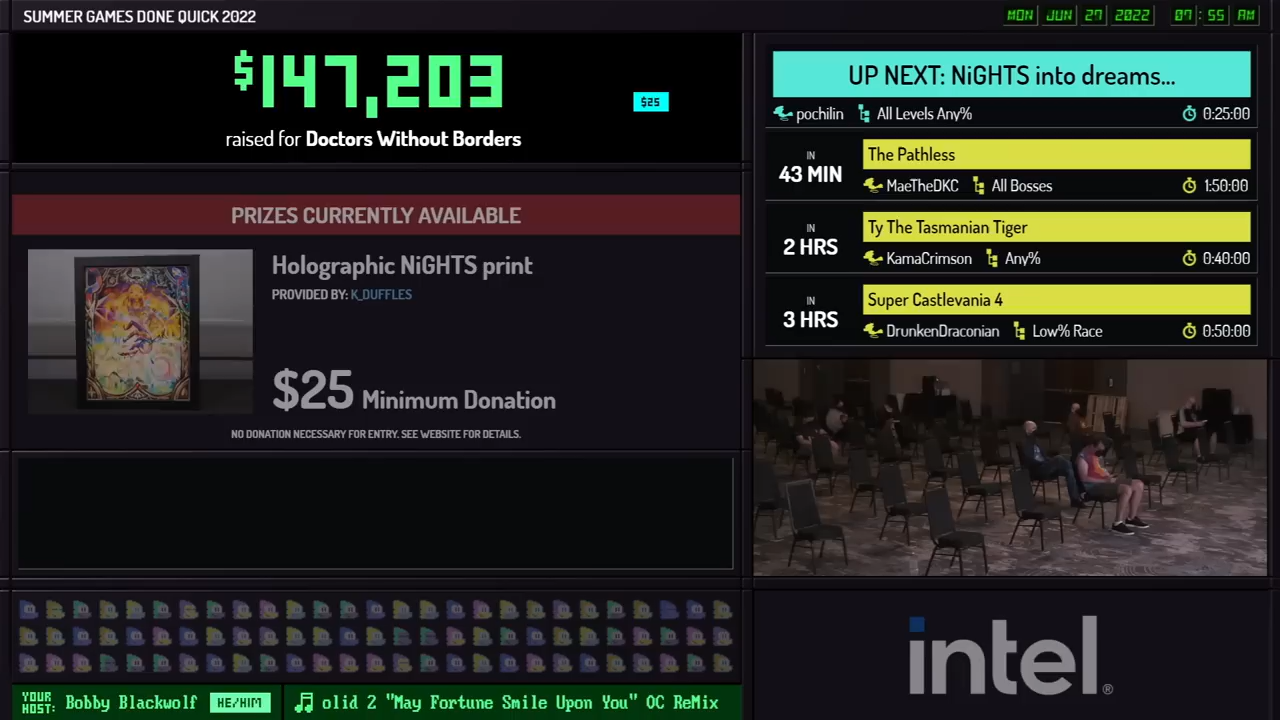 SUMMER GAMES DONE QUICK 2022
MON JUN 27 2022 07:55 AM
$147,203
$25
raised for Doctors Without Borders
PRIZES CURRENTLY AVAILABLE
Holographic NiGHTS print
PROVIDED BY: K_DUFFLES
$25 Minimum Donation
NO DONATION NECESSARY FOR ENTRY. SEE WEBSITE FOR DETAILS.
UP NEXT: NiGHTS into dreams...
pochilin All Levels Any% 0:25:00
IN
43 MIN
The Pathless
MaeTheDKC All Bosses 1:50:00
IN
2 HRS
Ty The Tasmanian Tiger
KamaCrimson Any% 0:40:00
IN
3 HRS
Super Castlevania 4
DrunkenDraconian Low% Race 0:50:00
intel®
YOUR
HOST: Bobby Blackwolf HE/HIM
olid 2 "May Fortune Smile Upon You" OC ReMix